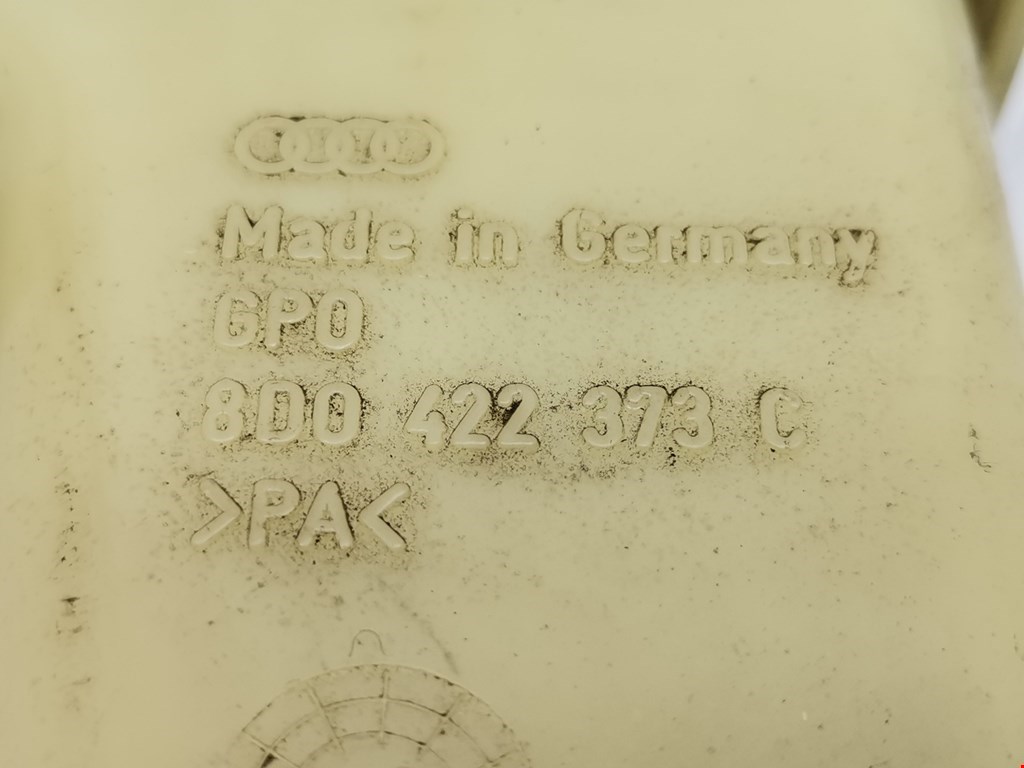 Made in Germany
GPO
8D0 422 373 C
>PA<